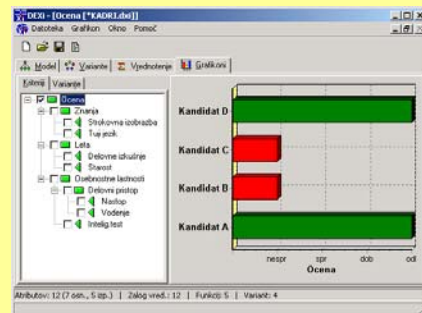 DEXi - [Ocena [*KADRI.dxi]]
Datoteka Grafikon Okno Pomoč
Model Variante Vrednotenje Grafikoni
Kriteriji Variante
Ocena
Znanja
Strokovna izobrazba
Tuji jezik
Leta
Delovne izkušnje
Starost
Osebnostne lastnosti
Delovni pristop
Nastop
Vodenje
Intelig.test
Kandidat D
Kandidat C
Kandidat B
Kandidat A
nespr spr dob odl
Ocena
Atributov: 12 (7 osn., 5 izp.) | Zalog vred.: 12 | Funkcij: 5 | Variant: 4